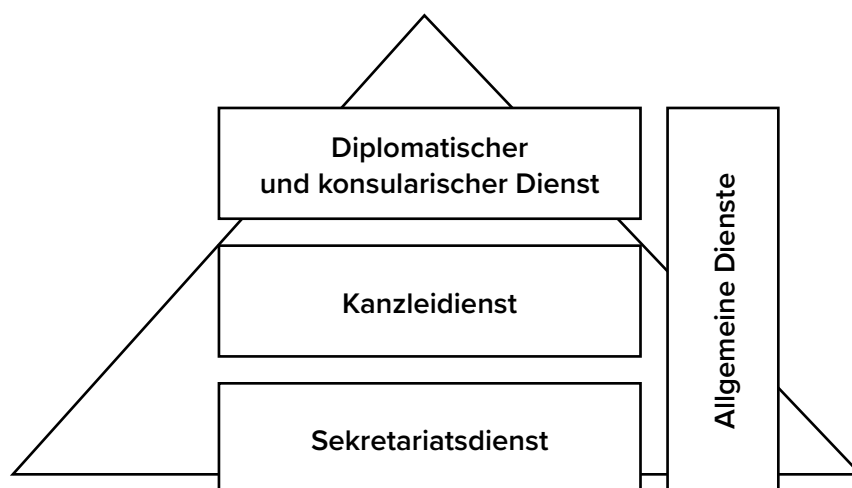 Diplomatischer
und konsularischer Dienst
Kanzleidienst
Sekretariatsdienst
Allgemeine Dienste